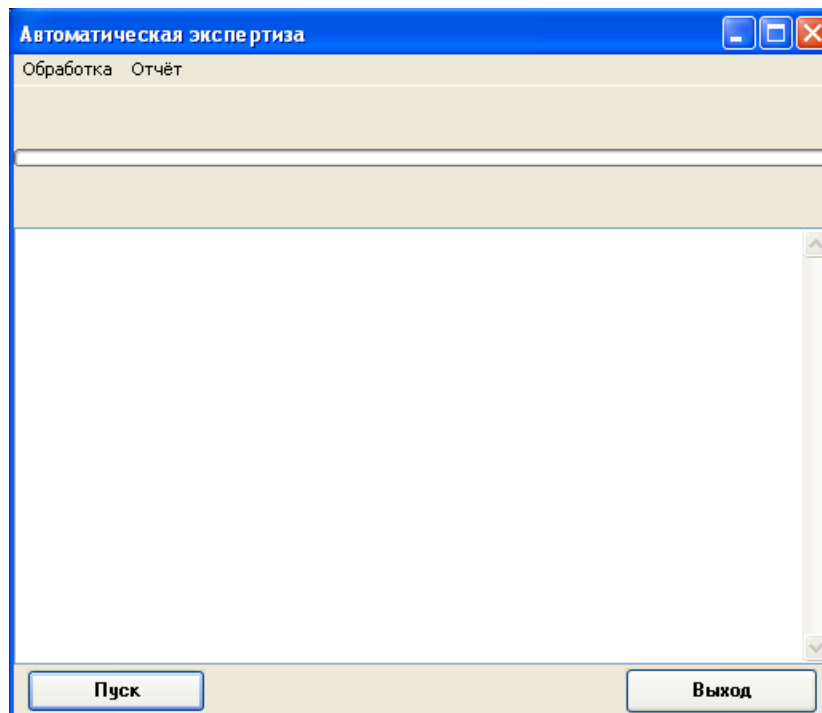 Автоматическая экспертиза
Обработка Отчёт
Пуск Выход